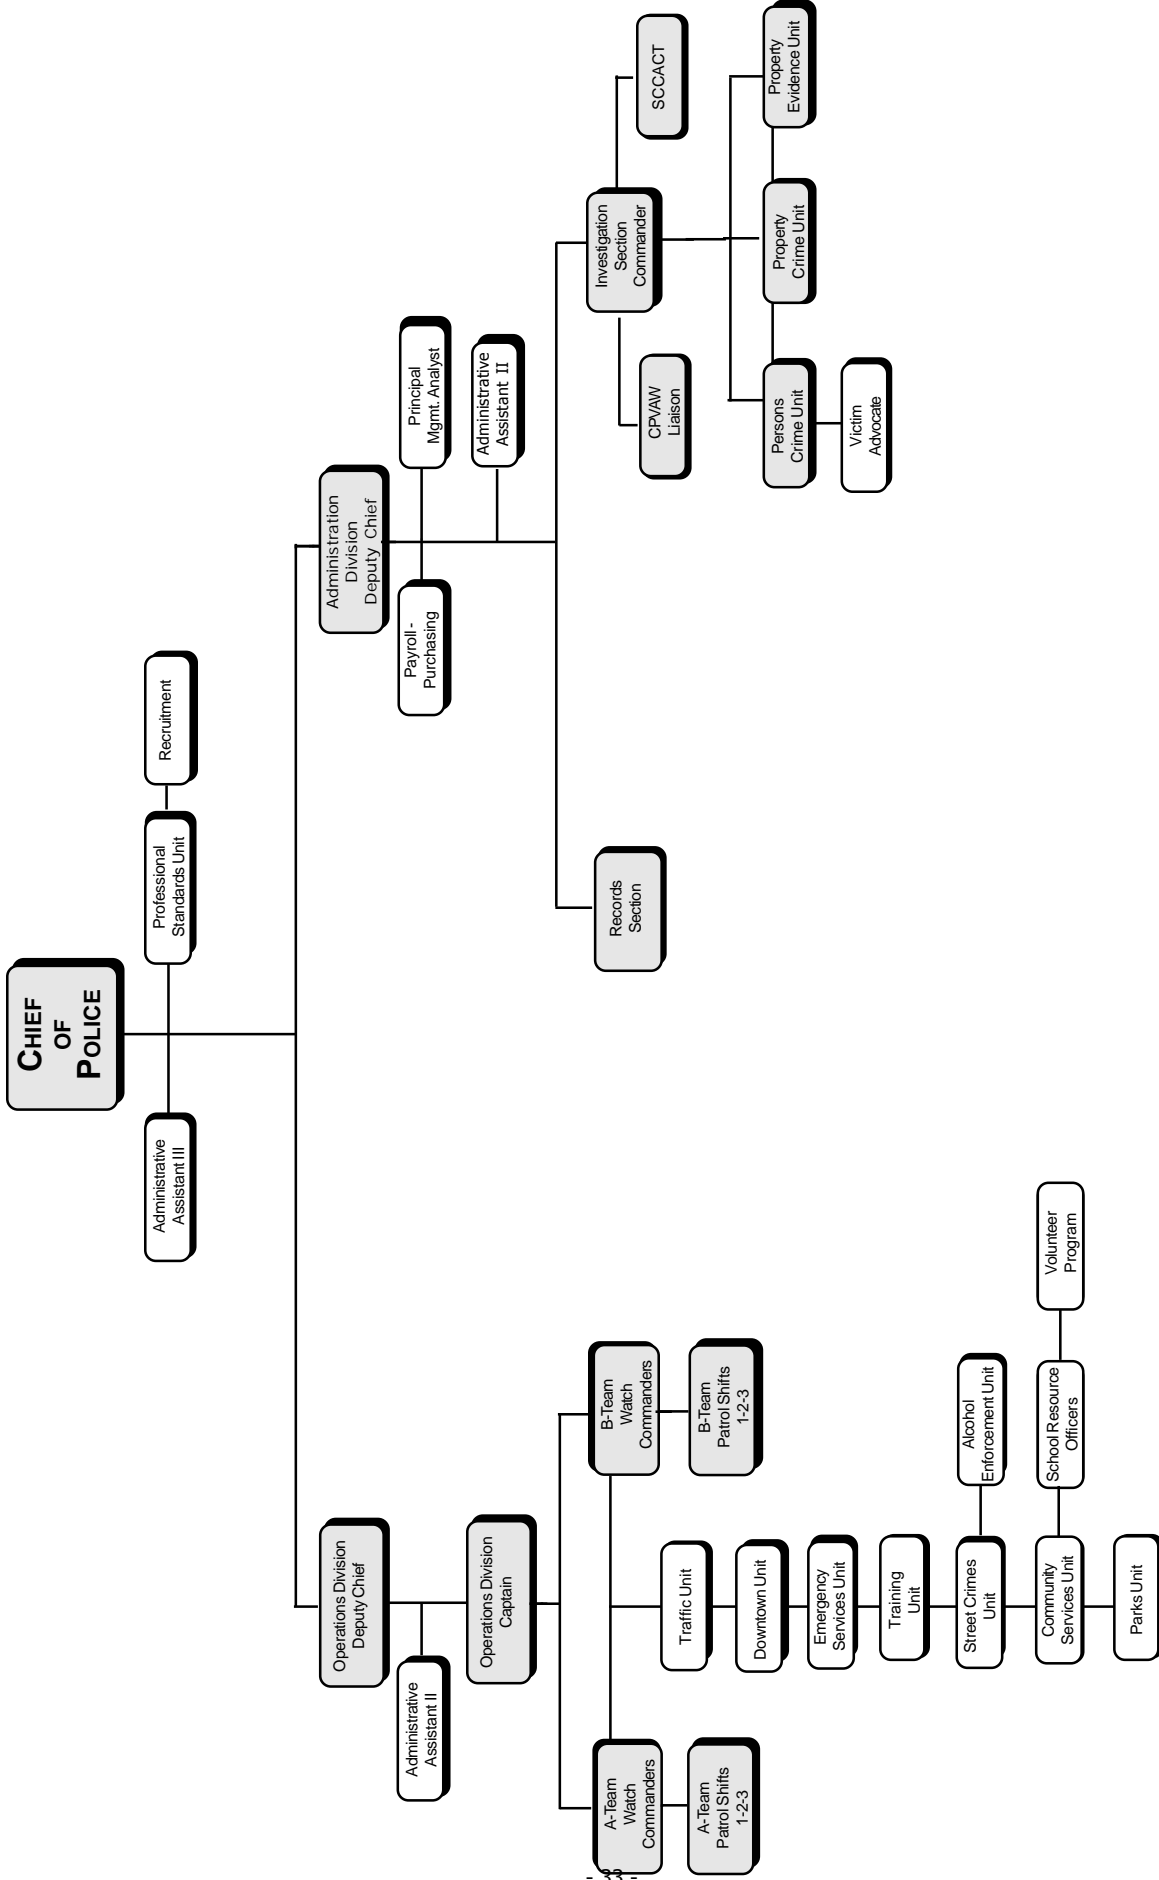 CHIEF
OF
POLICE
Administrative
Assistant III
Professional
Standards Unit
Recruitment
Operations Division
Deputy Chief
Administration
Division
Deputy Chief
Administrative
Assistant II
Payroll -
Purchasing
Principal
Mgmt. Analyst
Operations Division
Captain
Administrative
Assistant II
A-Team
Watch
Commanders
B-Team
Watch
Commanders
Records
Section
Investigation
Section
Commander
A-Team
Patrol Shifts
1-2-3
B-Team
Patrol Shifts
1-2-3
CPVAW
Liaison
SCCACT
Traffic Unit
Downtown Unit
Emergency
Services Unit
Training
Unit
Street Crimes
Unit
Alcohol
Enforcement Unit
Community
Services Unit
School Resource
Officers
Volunteer
Program
Parks Unit
Persons
Crime Unit
Property
Crime Unit
Property
Evidence Unit
Victim
Advocate
- 33 -